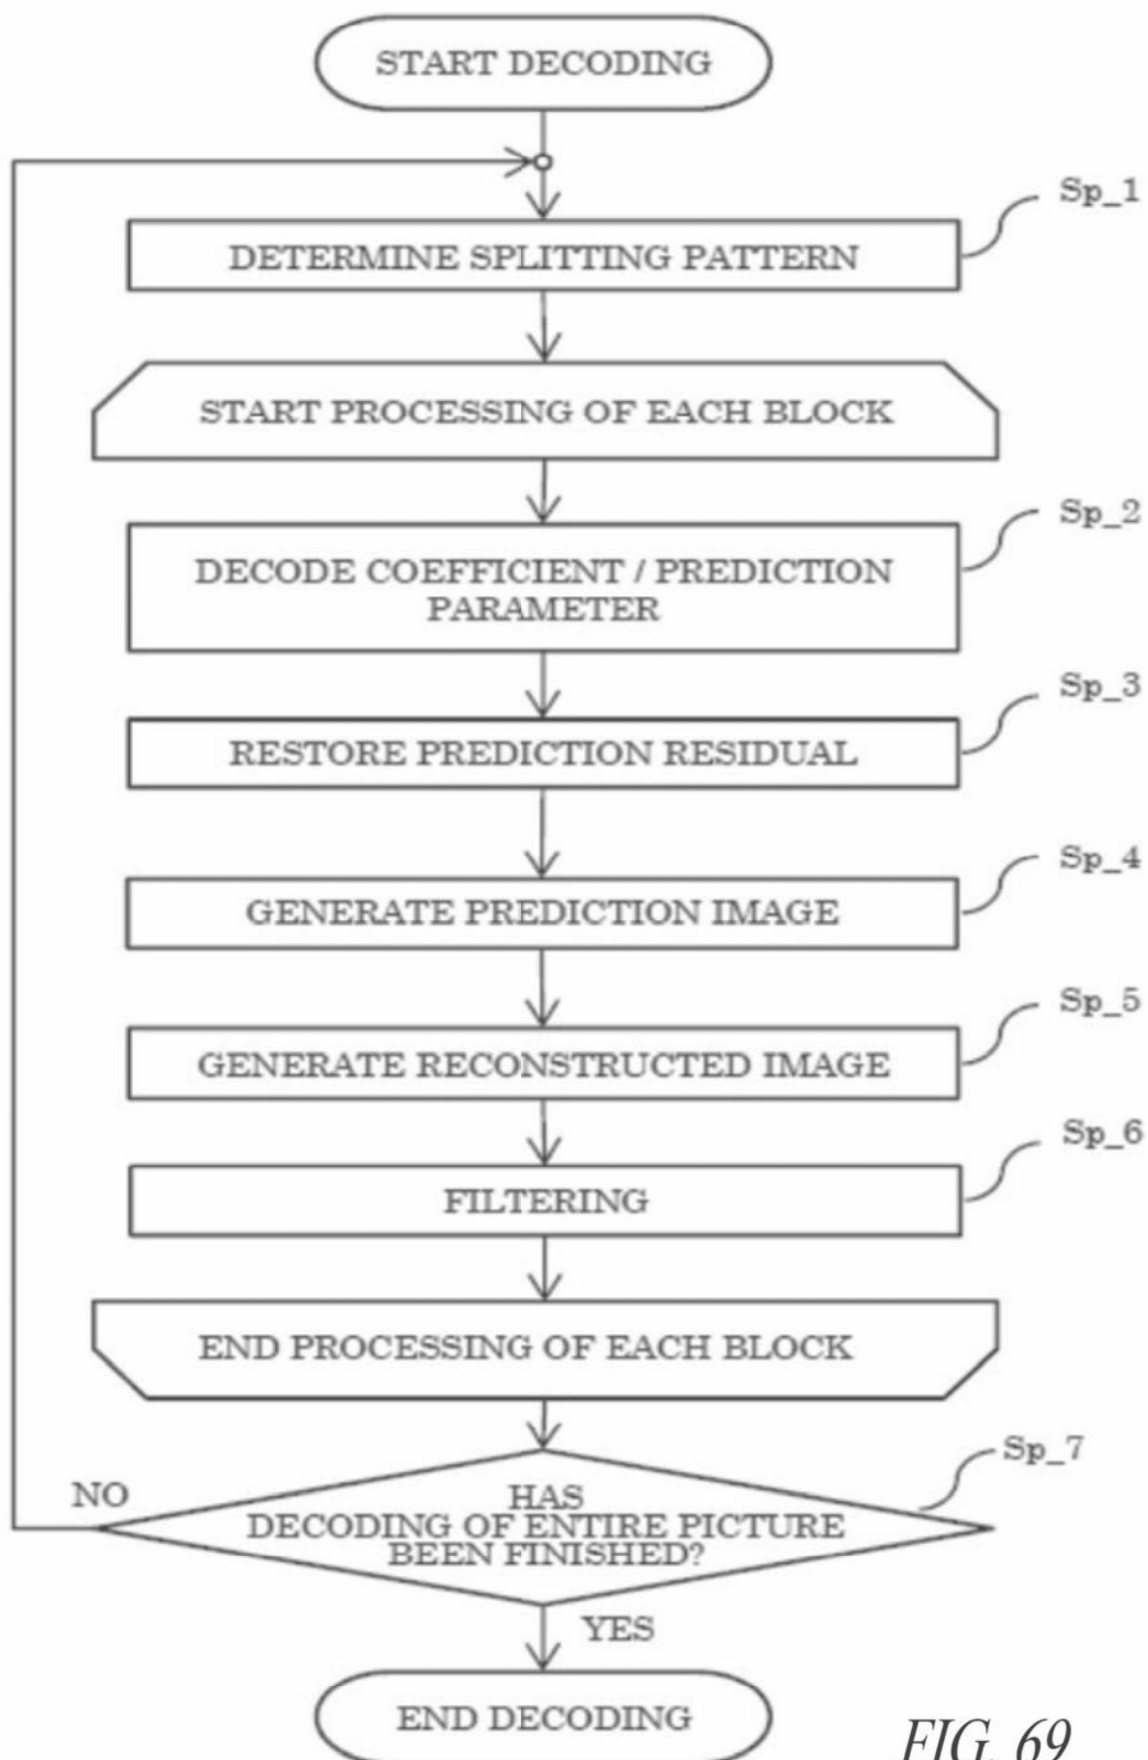 START DECODING
Sp_1
DETERMINE SPLITTING PATTERN
START PROCESSING OF EACH BLOCK
Sp_2
DECODE COEFFICIENT / PREDICTION
PARAMETER
Sp_3
RESTORE PREDICTION RESIDUAL
Sp_4
GENERATE PREDICTION IMAGE
Sp_5
GENERATE RECONSTRUCTED IMAGE
Sp_6
FILTERING
END PROCESSING OF EACH BLOCK
Sp_7
NO
HAS
DECODING OF ENTIRE PICTURE
BEEN FINISHED?
YES
END DECODING
FIG. 69